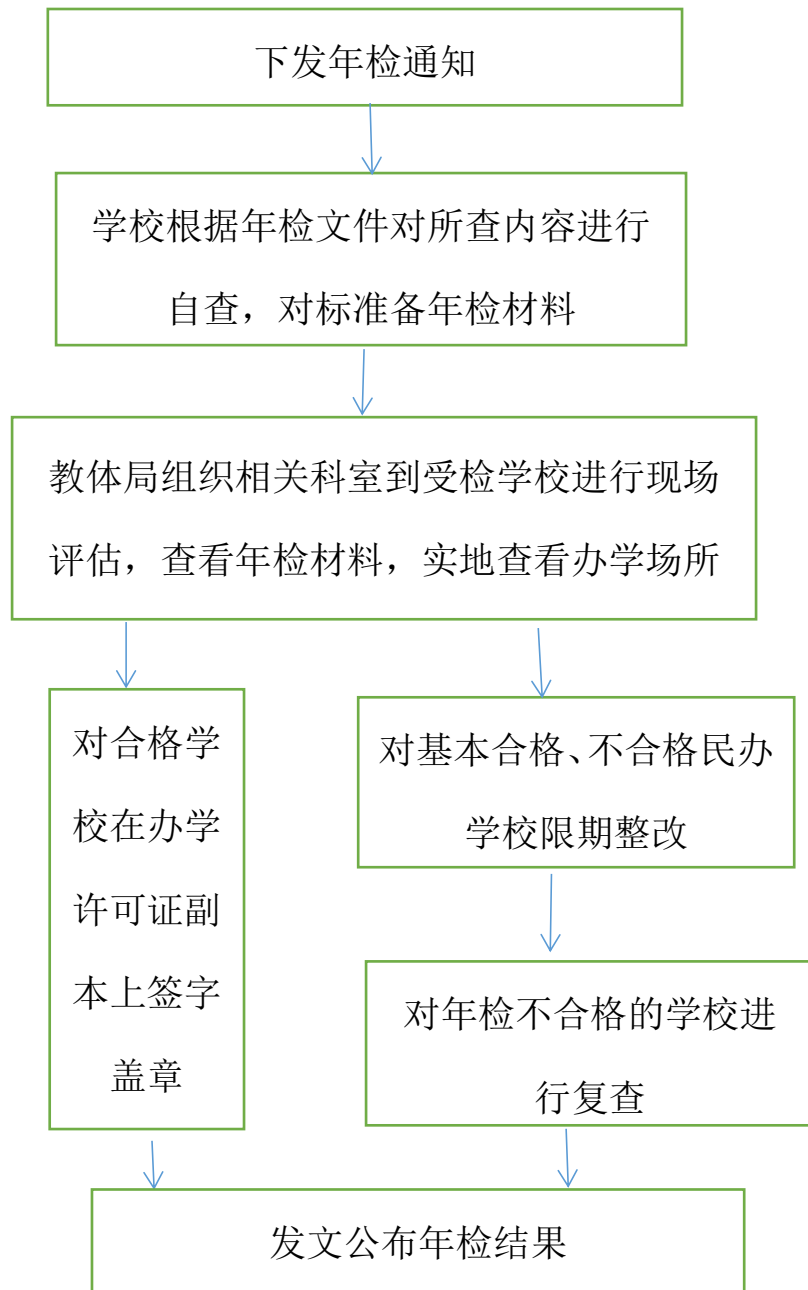 下发年检通知
学校根据年检文件对所查内容进行
自查，对标准备年检材料
教体局组织相关科室到受检学校进行现场
评估，查看年检材料，实地查看办学场所
对合格学
校在办学
许可证副
本上签字
盖章
对基本合格、不合格民办
学校限期整改
对年检不合格的学校进
行复查
发文公布年检结果